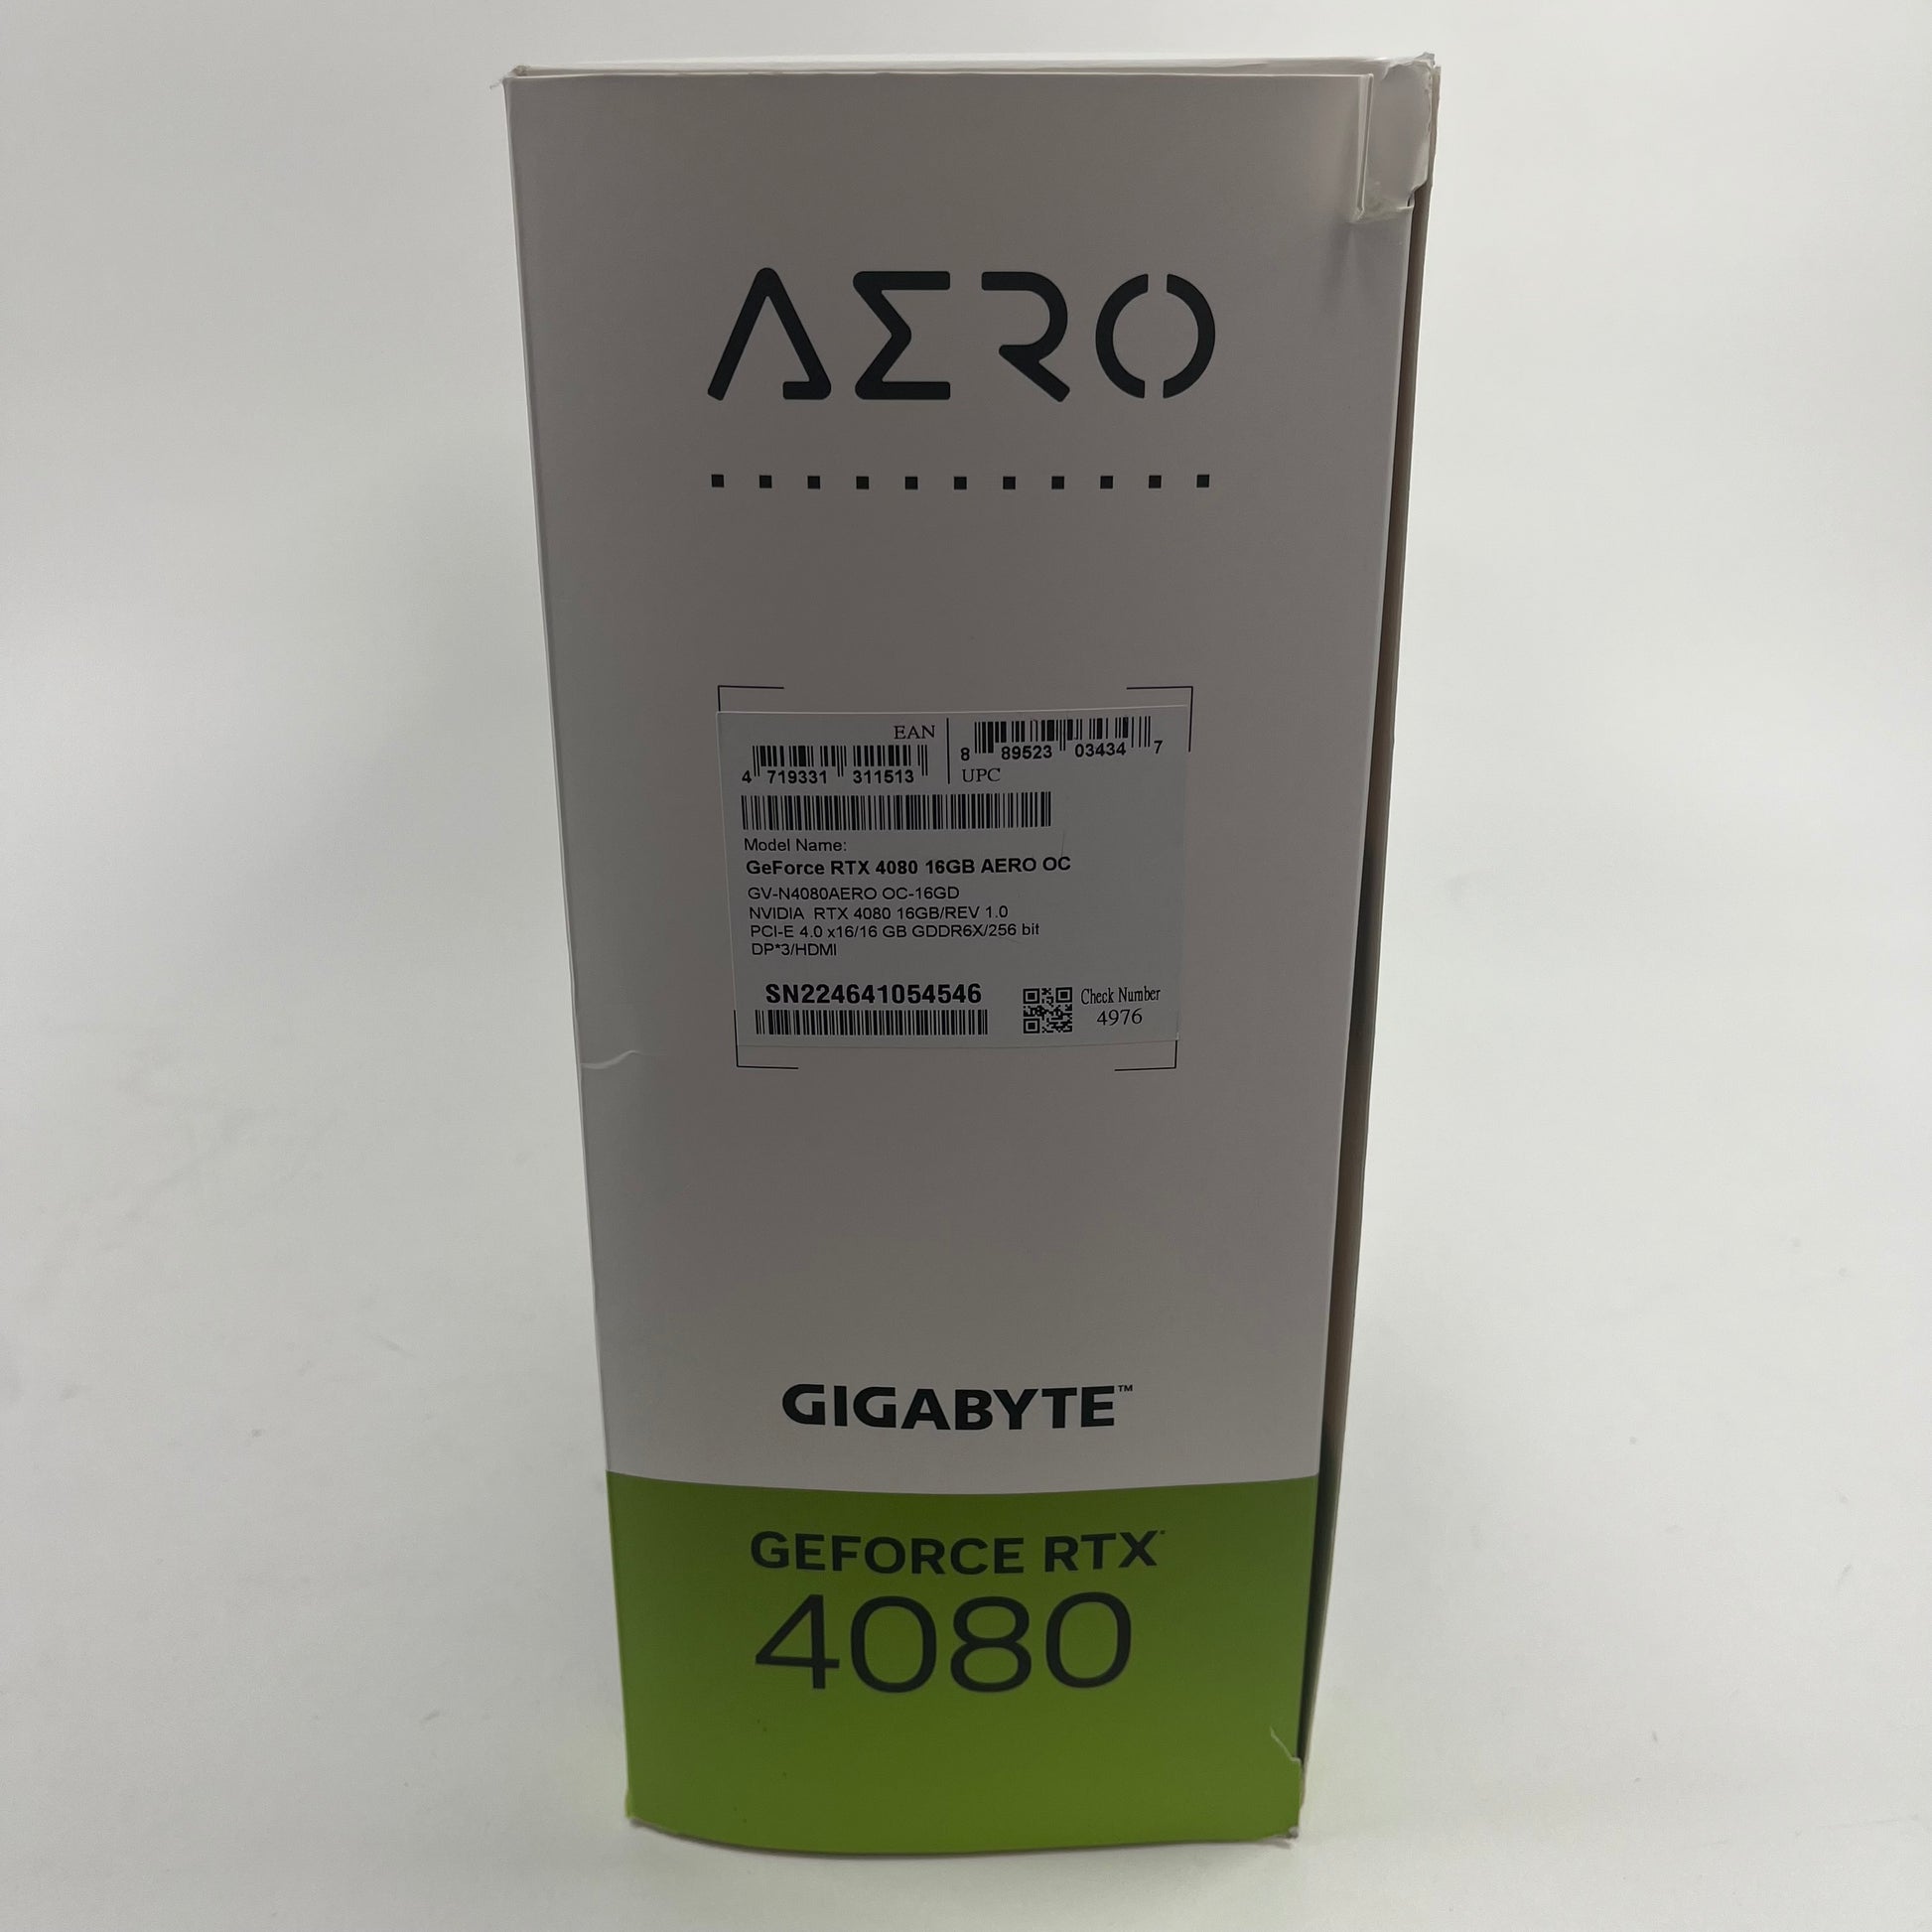 AERO
EAN
4 719331 311513
8 89523 03434 7
UPC
Model Name:
GeForce RTX 4080 16GB AERO OC
GV-N4080AERO OC-16GD
NVIDIA RTX 4080 16GB/REV 1.0
PCI-E 4.0 x16/16 GB GDDR6X/256 bit
DP*3/HDMI
SN224641054546
Check Number
4976
GIGABYTE™
GEFORCE RTX
4080